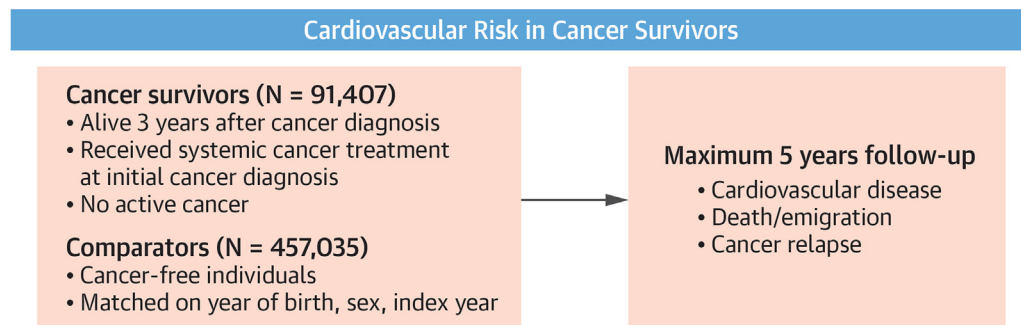 Cardiovascular Risk in Cancer Survivors
Cancer survivors (N = 91,407)
• Alive 3 years after cancer diagnosis
• Received systemic cancer treatment
at initial cancer diagnosis
• No active cancer
Comparators (N = 457,035)
• Cancer-free individuals
• Matched on year of birth, sex, index year
Maximum 5 years follow-up
• Cardiovascular disease
• Death/emigration
• Cancer relapse